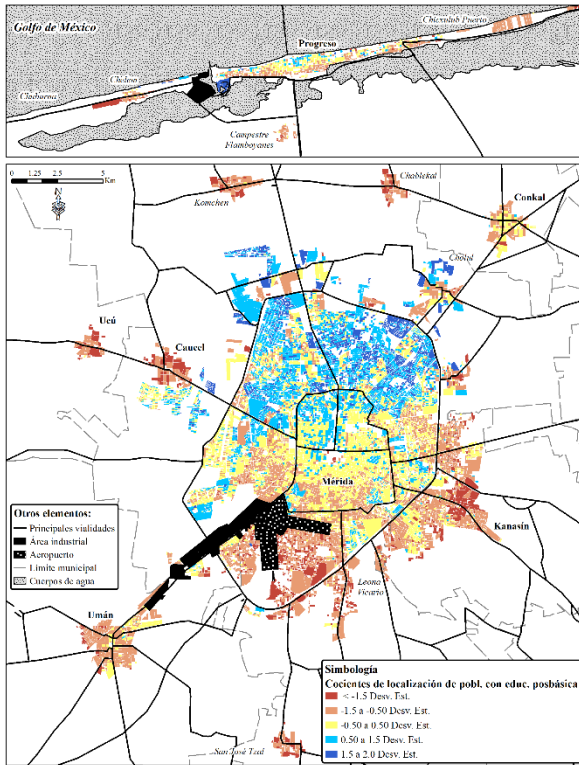 Golfo de México
Chicxulub Puerto
Progreso
Chelem
Chuburna
Campestre
Flamboyanes
0 1.25 2.5 5
Km
N
Komchen
Chablekal
Conkal
Cholul
Ucú
Caucel
Mérida
Kanasín
Otros elementos:
Principales vialidades
Área industrial
Aeropuerto
Límite municipal
Cuerpos de agua
Leona
Vicario
Umán
San José Tzal
Simbología
Cocientes de localización de pobl. con educ. posbásica
< -1.5 Desv. Est.
-1.5 a -0.50 Desv. Est.
-0.50 a 0.50 Desv. Est.
0.50 a 1.5 Desv. Est.
1.5 a 2.0 Desv. Est.